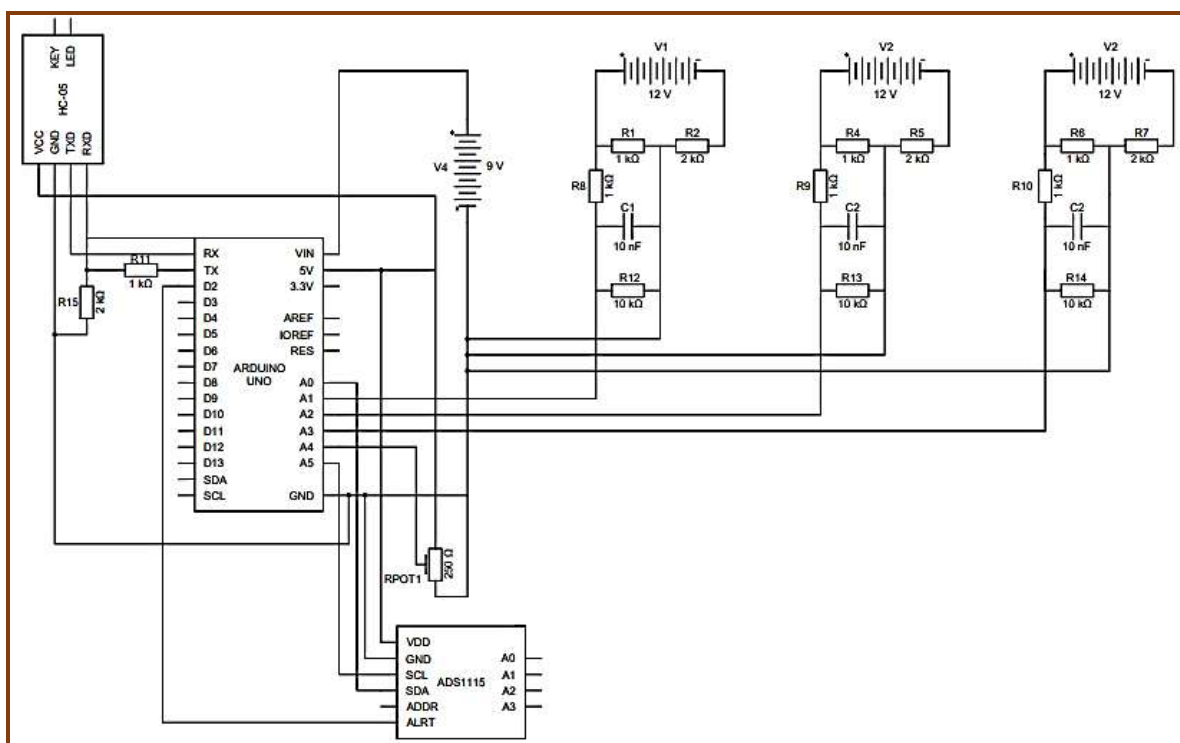 KEY
LED
HC-05
VCC
GND
TXD
RXD
V4
9 V
V1
12 V
R1
1 kΩ
R2
2 kΩ
R8
1 kΩ
C1
10 nF
R12
10 kΩ
V2
12 V
R4
1 kΩ
R5
2 kΩ
R9
1 kΩ
C2
10 nF
R13
10 kΩ
V2
12 V
R6
1 kΩ
R7
2 kΩ
R10
1 kΩ
C2
10 nF
R14
10 kΩ
R11
1 kΩ
R15
2 kΩ
RX
TX
D2
D3
D4
D5
D6
D7
D8
D9
D10
D11
D12
D13
SDA
SCL
ARDUINO
UNO
VIN
5V
3.3V
AREF
IOREF
RES
A0
A1
A2
A3
A4
A5
GND
RPOT1
250 Ω
VDD
GND
SCL
SDA
ADDR
ALRT
ADS1115
A0
A1
A2
A3